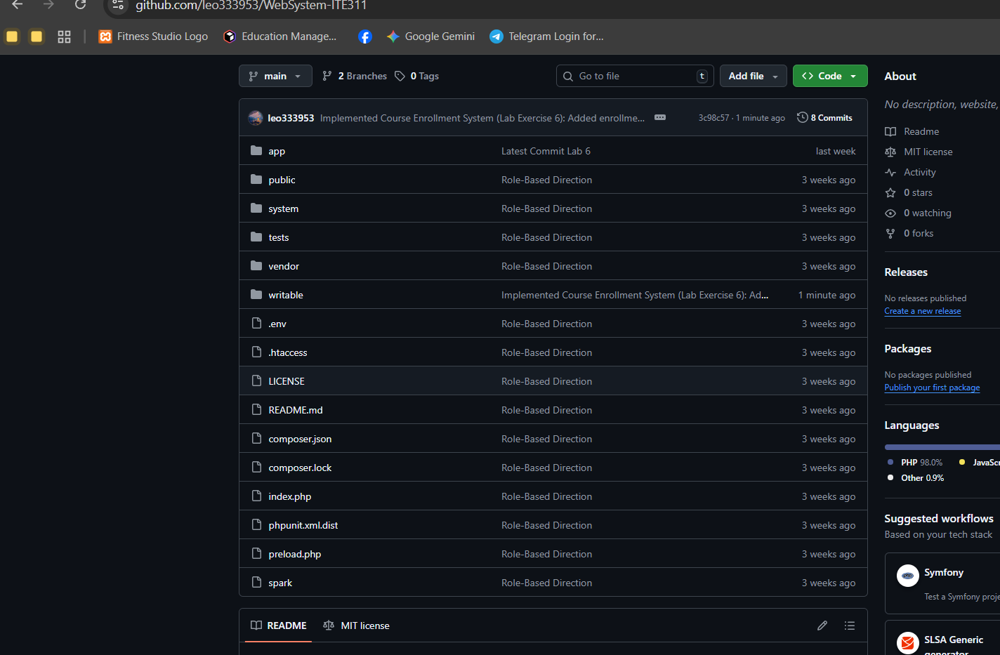 github.com/leo333953/WebSystem-ITE311
Fitness Studio Logo Education Manage... Google Gemini Telegram Login for...
main 2 Branches 0 Tags Go to file t Add file Code
leo333953 Implemented Course Enrollment System (Lab Exercise 6): Added enrollme... 3c98c57 · 1 minute ago 8 Commits
app Latest Commit Lab 6 last week
public Role-Based Direction 3 weeks ago
system Role-Based Direction 3 weeks ago
tests Role-Based Direction 3 weeks ago
vendor Role-Based Direction 3 weeks ago
writable Implemented Course Enrollment System (Lab Exercise 6): Ad... 1 minute ago
.env Role-Based Direction 3 weeks ago
.htaccess Role-Based Direction 3 weeks ago
LICENSE Role-Based Direction 3 weeks ago
README.md Role-Based Direction 3 weeks ago
composer.json Role-Based Direction 3 weeks ago
composer.lock Role-Based Direction 3 weeks ago
index.php Role-Based Direction 3 weeks ago
phpunit.xml.dist Role-Based Direction 3 weeks ago
preload.php Role-Based Direction 3 weeks ago
spark Role-Based Direction 3 weeks ago
README MIT license
About
No description, website,
Readme
MIT license
Activity
0 stars
0 watching
0 forks
Releases
No releases published
Create a new release
Packages
No packages published
Publish your first package
Languages
PHP 98.0% JavaScr
Other 0.9%
Suggested workflows
Based on your tech stack
php
Symfony
Test a Symfony proje
SLSA Generic
generator